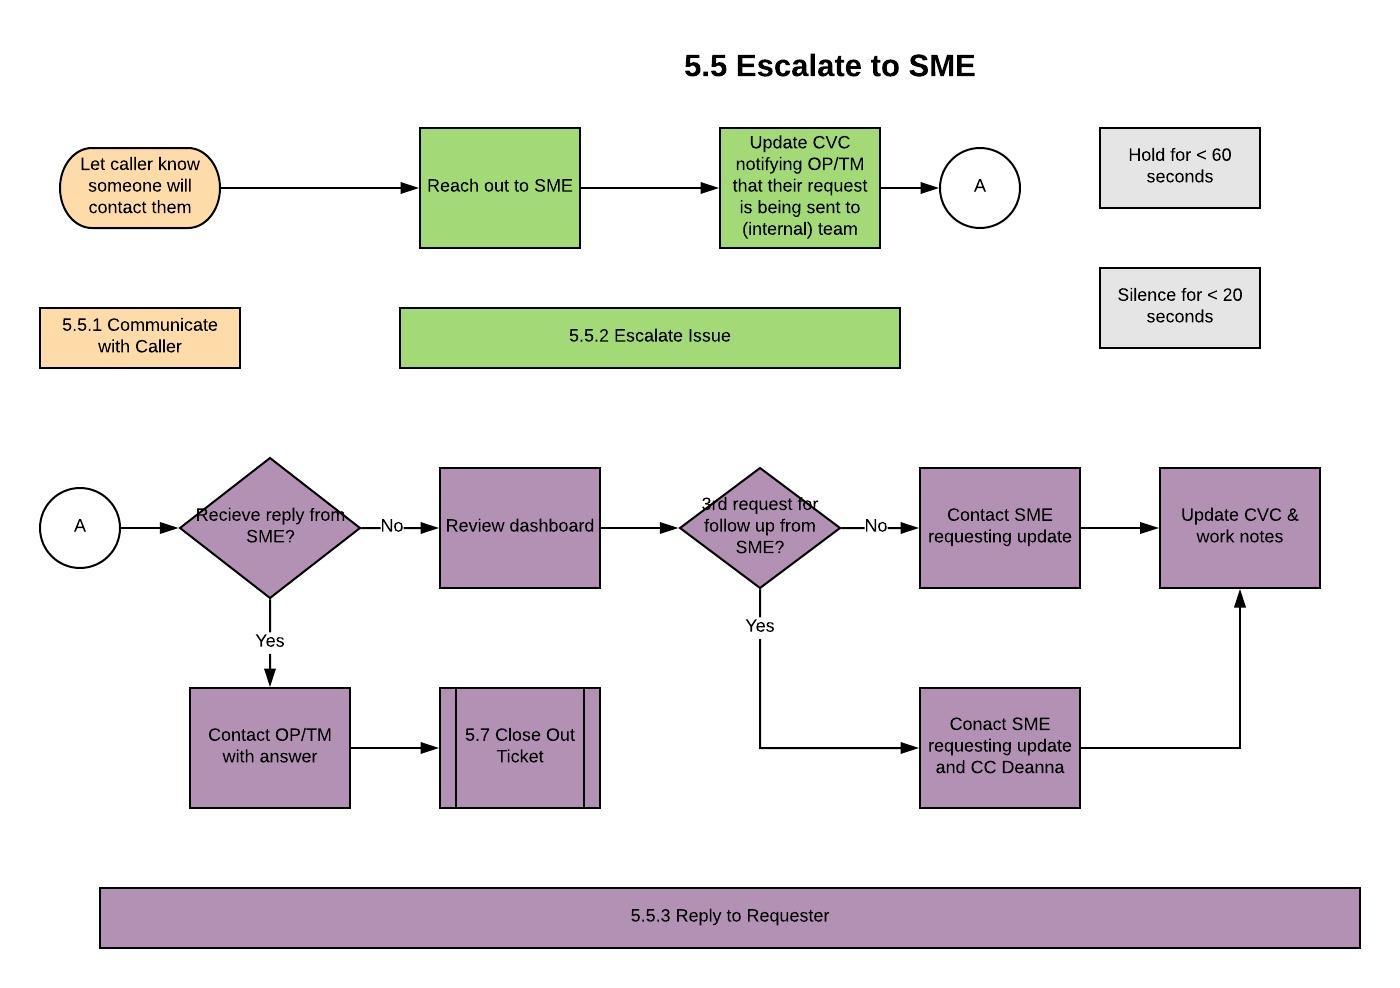 5.5 Escalate to SME
Let caller know
someone will
contact them
Reach out to SME
Update CVC
notifying OP/TM
that their request
is being sent to
(internal) team
A
Hold for < 60
seconds
Silence for < 20
seconds
5.5.1 Communicate
with Caller
5.5.2 Escalate Issue
A
Recieve reply from
SME?
No
Review dashboard
3rd request for
follow up from
SME?
No
Contact SME
requesting update
Update CVC &
work notes
Yes
Yes
Contact OP/TM
with answer
5.7 Close Out
Ticket
Conact SME
requesting update
and CC Deanna
5.5.3 Reply to Requester